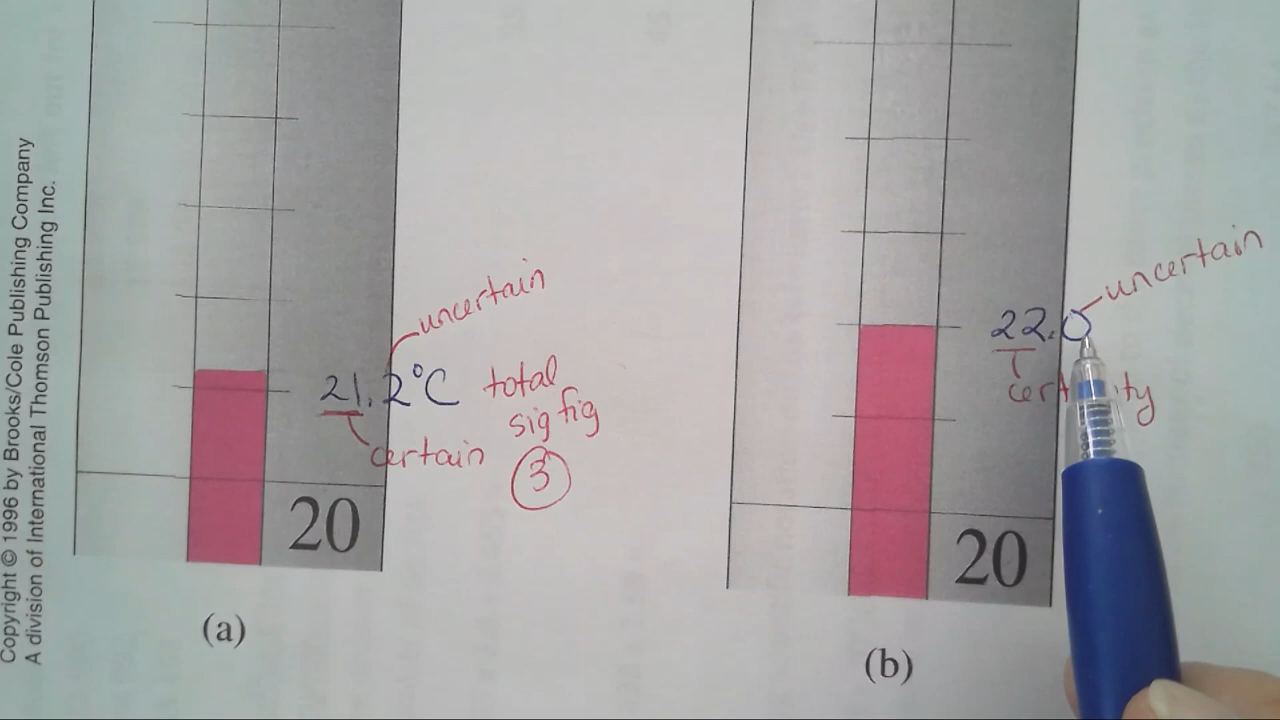 Copyright © 1996 by Brooks/Cole Publishing Company
A division of International Thomson Publishing Inc.
uncertain
21.2°C
total
sig fig
3
certain
20
(a)
uncertain
22.0
20
(b)